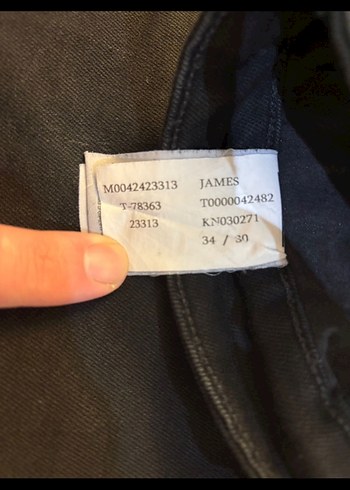 M0042423313 JAMES
T-78363 T0000042482
23313 KN030271
34 / 30